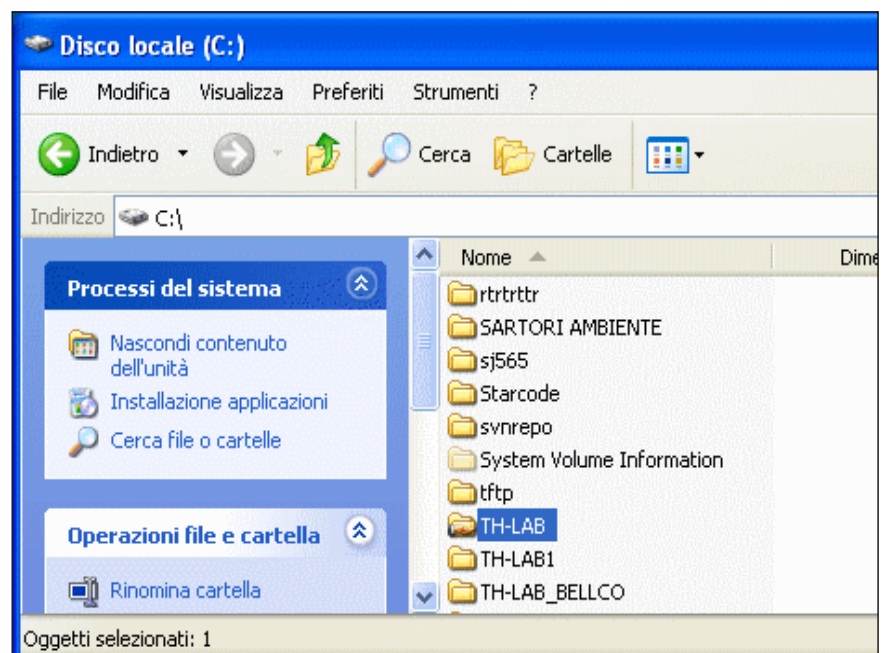 Disco locale (C:)
File Modifica Visualizza Preferiti Strumenti ?
Indietro Cerca Cartelle
Indirizzo C:\
Processi del sistema
Nascondi contenuto
dell'unità
Installazione applicazioni
Cerca file o cartelle
Operazioni file e cartella
Rinomina cartella
Nome Dime
rtrtrttr
SARTORI AMBIENTE
sj565
Starcode
svnrepo
System Volume Information
tftp
TH-LAB
TH-LAB1
TH-LAB_BELLCO
Oggetti selezionati: 1